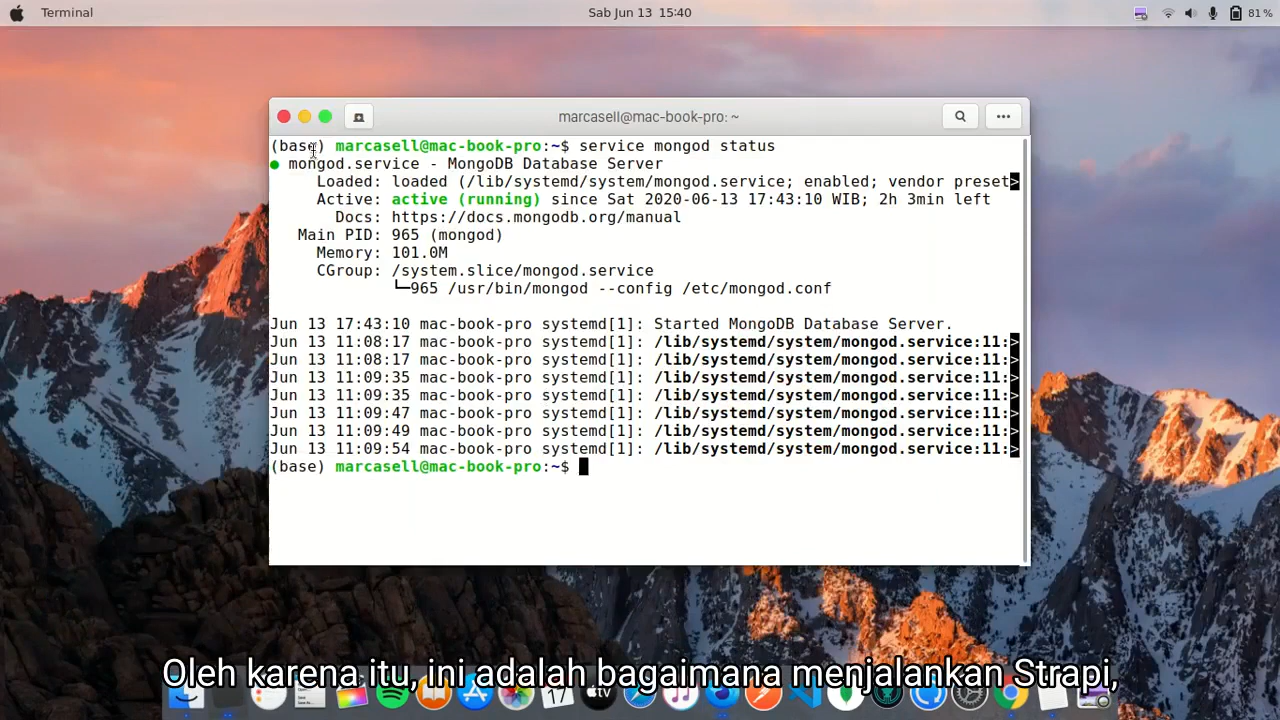 Terminal
Sab Jun 13 15:40
81%
marcasell@mac-book-pro: ~
(base) marcasell@mac-book-pro:~$ service mongod status
● mongod.service - MongoDB Database Server
Loaded: loaded (/lib/systemd/system/mongod.service; enabled; vendor preset>
Active: active (running) since Sat 2020-06-13 17:43:10 WIB; 2h 3min left
Docs: https://docs.mongodb.org/manual
Main PID: 965 (mongod)
Memory: 101.0M
CGroup: /system.slice/mongod.service
└─965 /usr/bin/mongod --config /etc/mongod.conf
Jun 13 17:43:10 mac-book-pro systemd[1]: Started MongoDB Database Server.
Jun 13 11:08:17 mac-book-pro systemd[1]: /lib/systemd/system/mongod.service:11:>
Jun 13 11:08:17 mac-book-pro systemd[1]: /lib/systemd/system/mongod.service:11:>
Jun 13 11:09:35 mac-book-pro systemd[1]: /lib/systemd/system/mongod.service:11:>
Jun 13 11:09:35 mac-book-pro systemd[1]: /lib/systemd/system/mongod.service:11:>
Jun 13 11:09:47 mac-book-pro systemd[1]: /lib/systemd/system/mongod.service:11:>
Jun 13 11:09:49 mac-book-pro systemd[1]: /lib/systemd/system/mongod.service:11:>
Jun 13 11:09:54 mac-book-pro systemd[1]: /lib/systemd/system/mongod.service:11:>
(base) marcasell@mac-book-pro:~$
Oleh karena itu, ini adalah bagaimana menjalankan Strapi,
17
tv